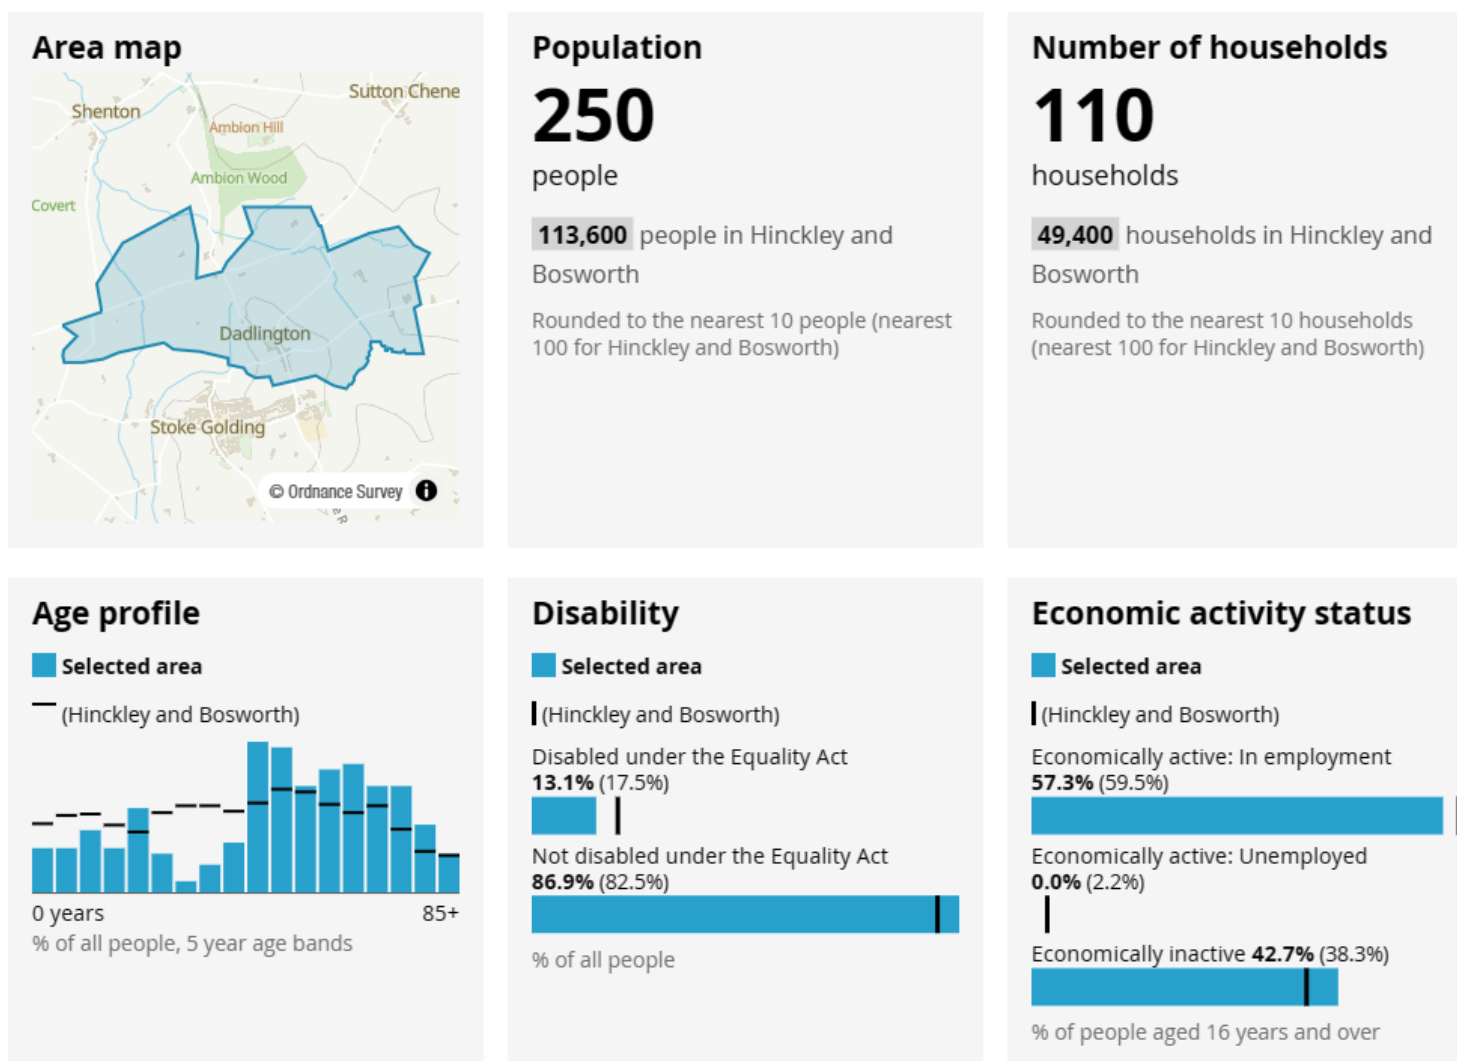 Area map
Shenton
Sutton Chene
Ambion Hill
Ambion Wood
Covert
Dadlington
Stoke Golding
© Ordnance Survey
Population
250
people
113,600 people in Hinckley and
Bosworth
Rounded to the nearest 10 people (nearest
100 for Hinckley and Bosworth)
Number of households
110
households
49,400 households in Hinckley and
Bosworth
Rounded to the nearest 10 households
(nearest 100 for Hinckley and Bosworth)
Age profile
Selected area
(Hinckley and Bosworth)
0 years 85+
% of all people, 5 year age bands
Disability
Selected area
(Hinckley and Bosworth)
Disabled under the Equality Act
13.1% (17.5%)
Not disabled under the Equality Act
86.9% (82.5%)
% of all people
Economic activity status
Selected area
(Hinckley and Bosworth)
Economically active: In employment
57.3% (59.5%)
Economically active: Unemployed
0.0% (2.2%)
Economically inactive 42.7% (38.3%)
% of people aged 16 years and over